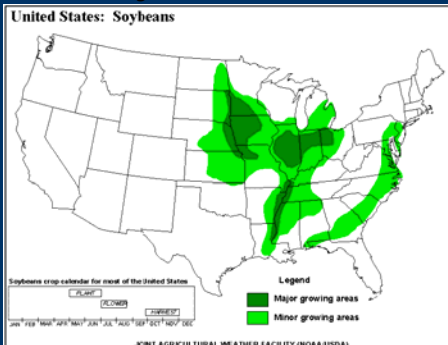 United States: Soybeans
Soybeans crop calendar for most of the United States
PLANT
FLOWER
HARVEST
JAN FEB MAR APR MAY JUN JUL AUG SEP OCT NOV DEC
Legend
Major growing areas
Minor growing areas
JOINT AGRICULTURAL WEATHER FACILITY (NOAA/USDA)